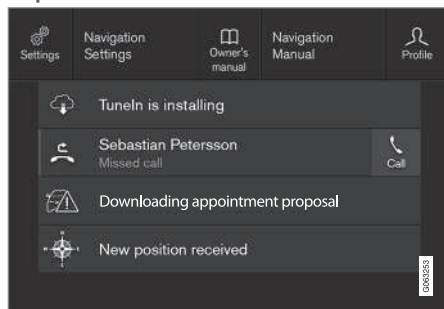 Settings
Navigation
Settings
Owner's
manual
Navigation
Manual
Profile
TuneIn is installing
Sebastian Petersson
Missed call
Call
Downloading appointment proposal
New position received
G063253